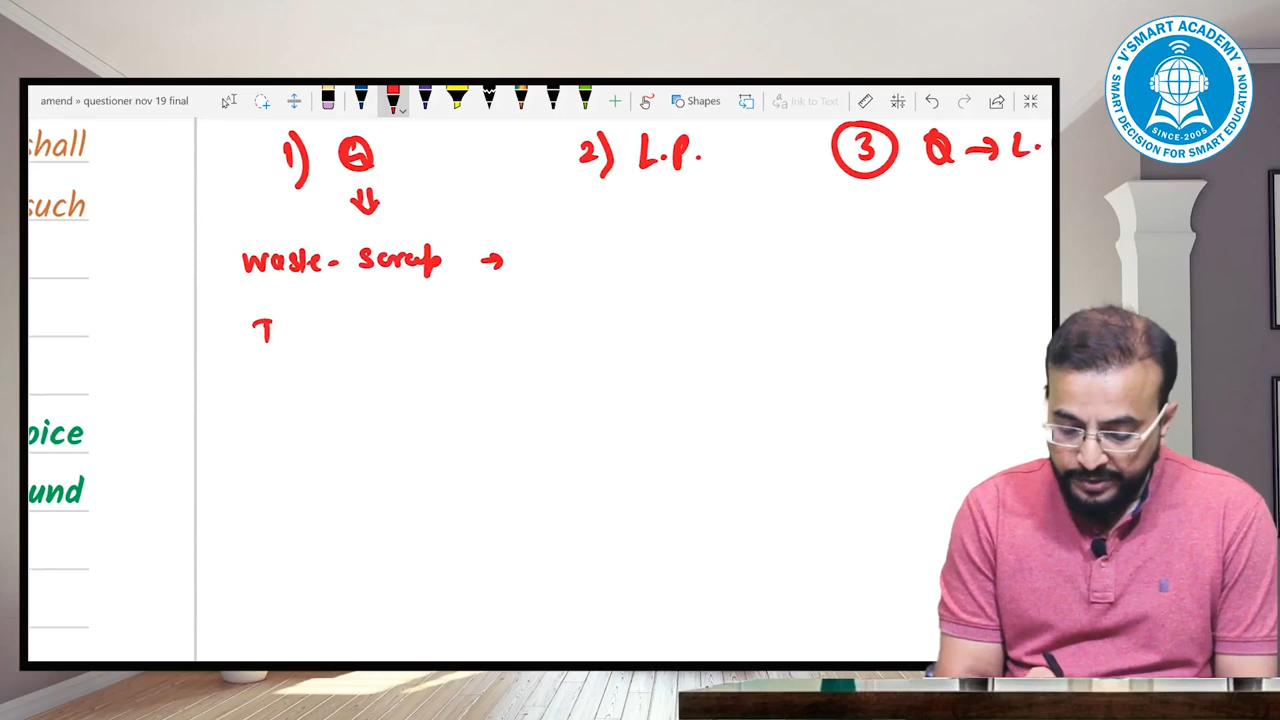 V'SMART ACADEMY
SMART DECISION FOR SMART EDUCATION
SINCE-2005
amend » questioner nov 19 final
Shapes
Ink to Text
shall
such
oice
und
1)
2) L.P.
3 Q → L.
waste - scrap →
T